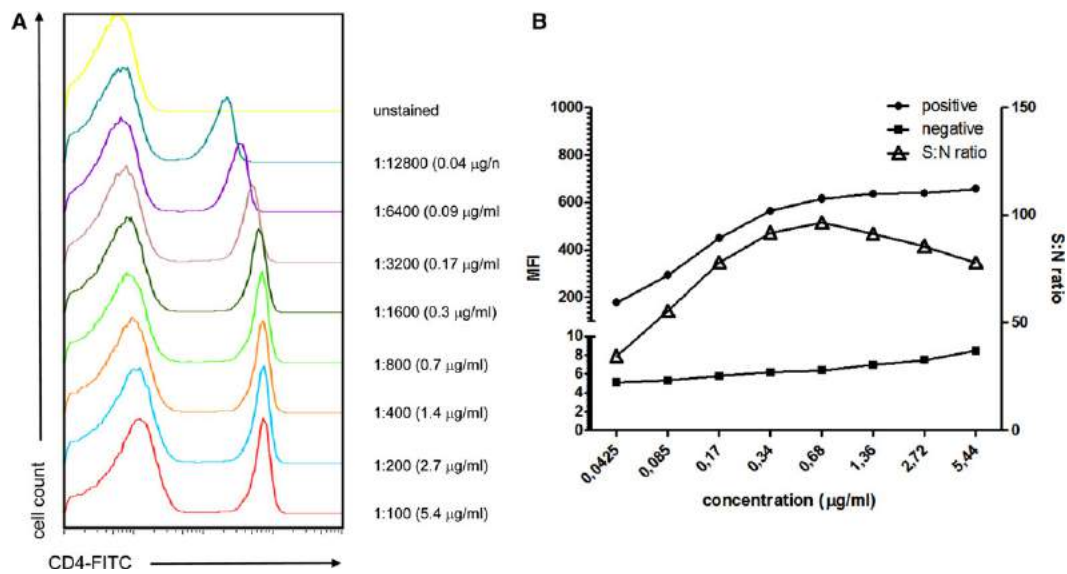 A
unstained
1:12800 (0.04 µg/n
1:6400 (0.09 µg/ml
1:3200 (0.17 µg/ml
1:1600 (0.3 µg/ml)
1:800 (0.7 µg/ml)
1:400 (1.4 µg/ml)
1:200 (2.7 µg/ml)
1:100 (5.4 µg/ml)
cell count
CD4-FITC
B
positive
negative
S:N ratio
MFI
1000
800
600
400
200
10
8
6
4
2
0
150
100
50
0
S:N ratio
0,0425
0,085
0,17
0,34
0,68
1,36
2,72
5,44
concentration (µg/ml)